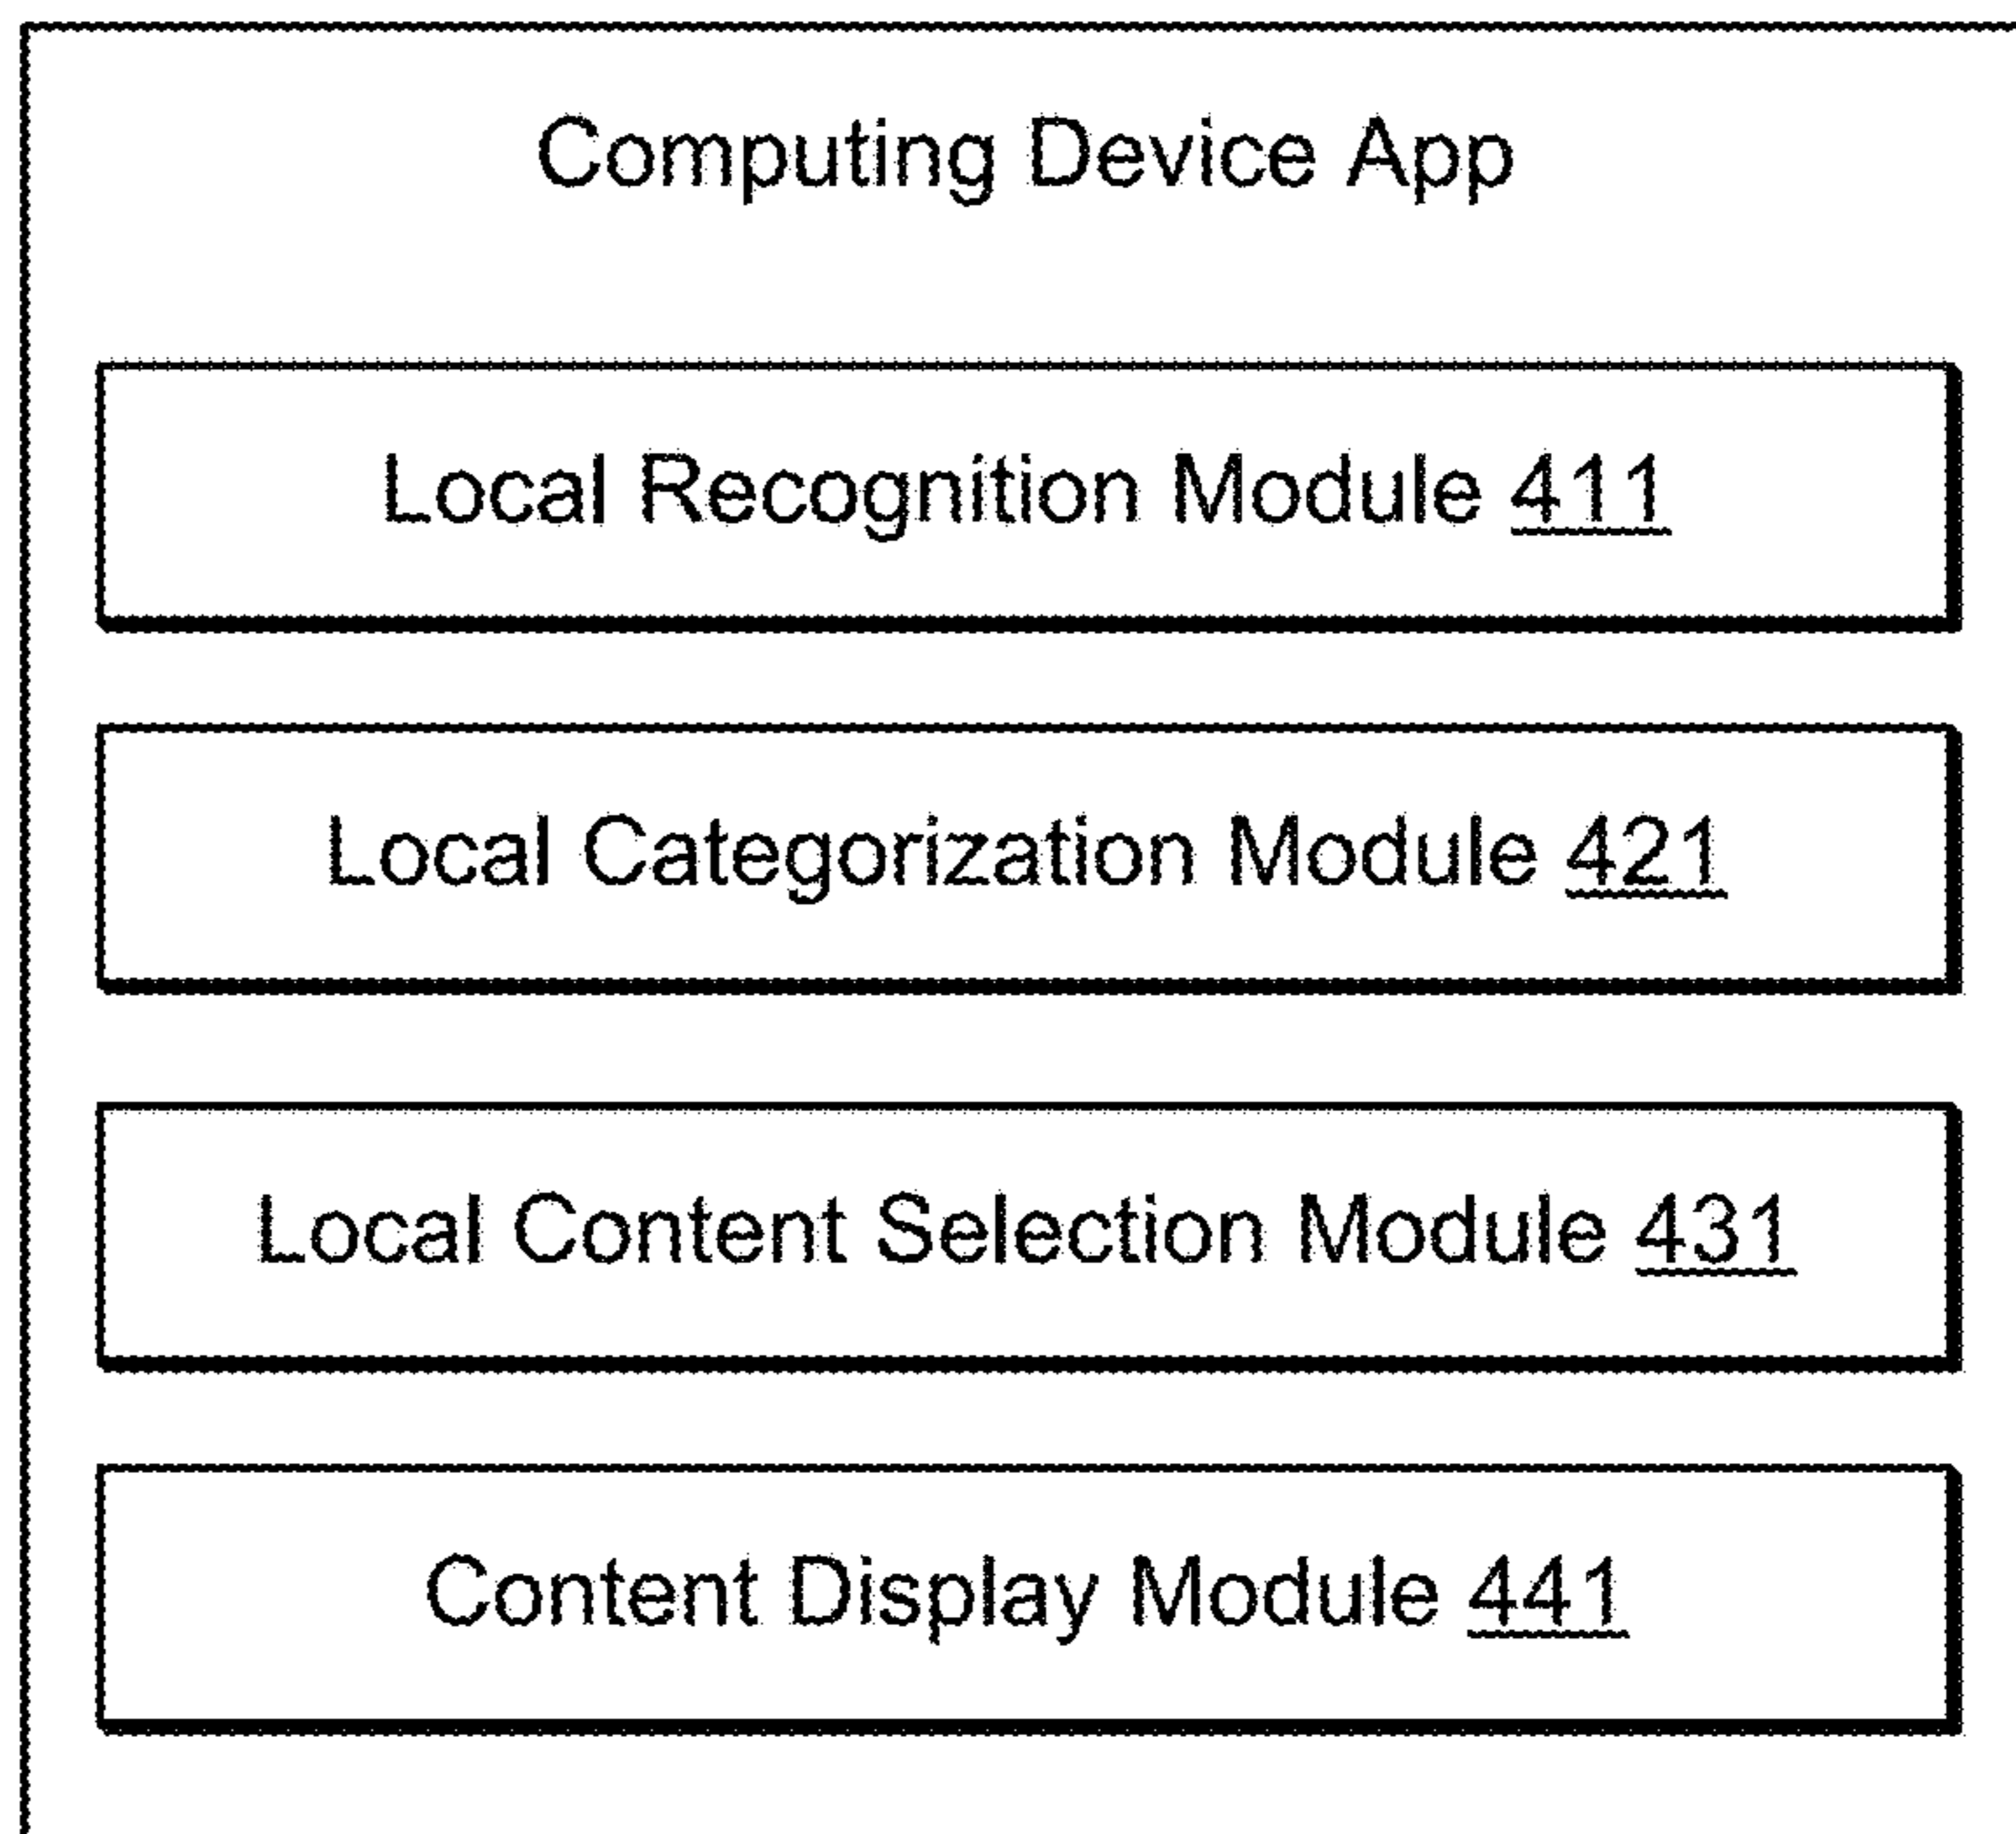 Computing Device App
Local Recognition Module 411
Local Categorization Module 421
Local Content Selection Module 431
Content Display Module 441